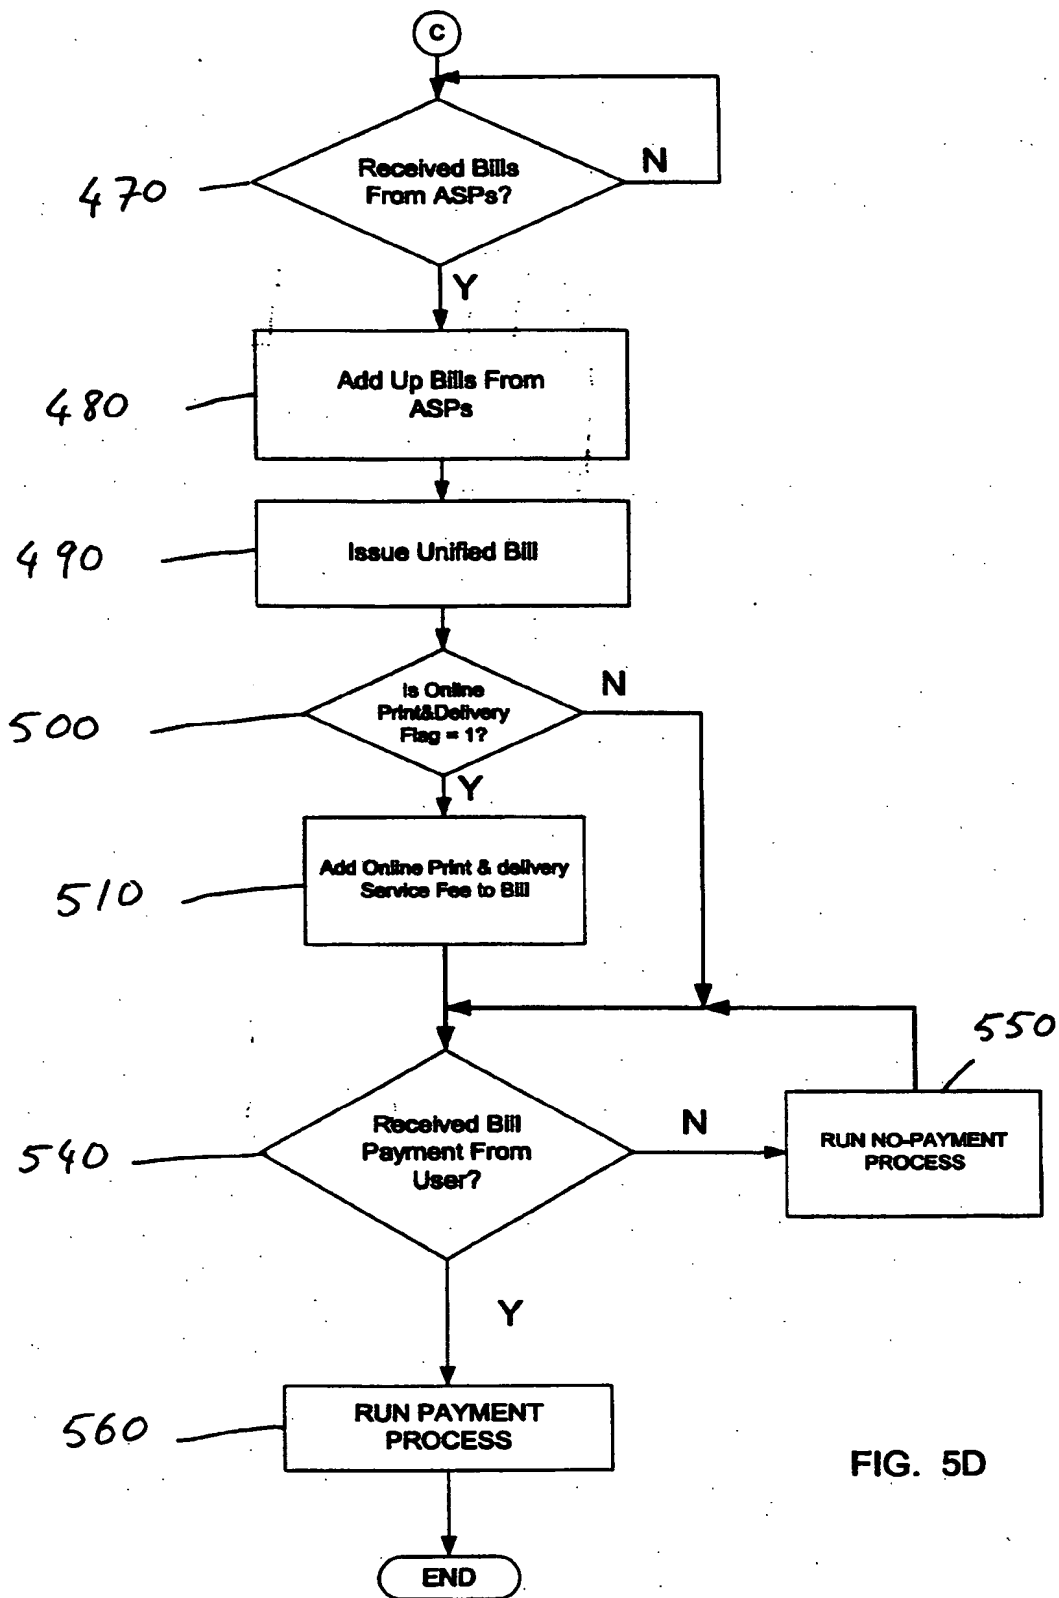 C
Received Bills
From ASPs?
N
470
Y
Add Up Bills From
ASPs
480
Issue Unified Bill
490
Is Online
Print&Delivery
Flag = 1?
N
500
Y
Add Online Print & delivery
Service Fee to Bill
510
550
Received Bill
Payment From
User?
N
RUN NO-PAYMENT
PROCESS
540
Y
RUN PAYMENT
PROCESS
560
FIG. 5D
END